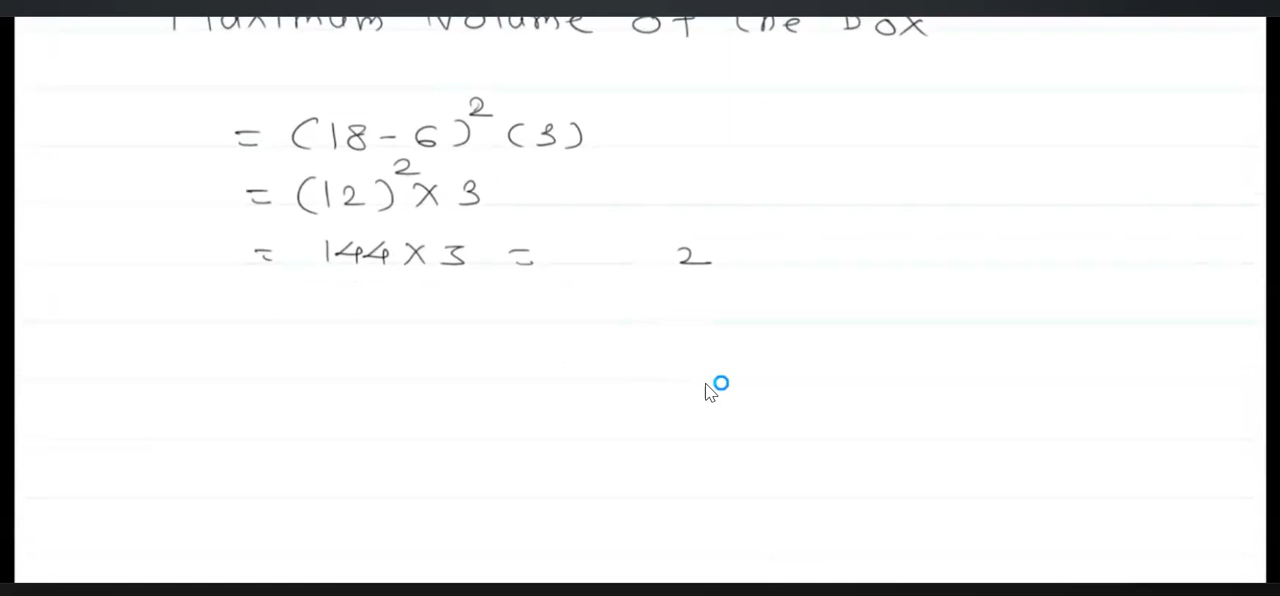 Maximum Volume of the Box
= (18 - 6)² (3)
= (12)² × 3
= 144 × 3 = 2